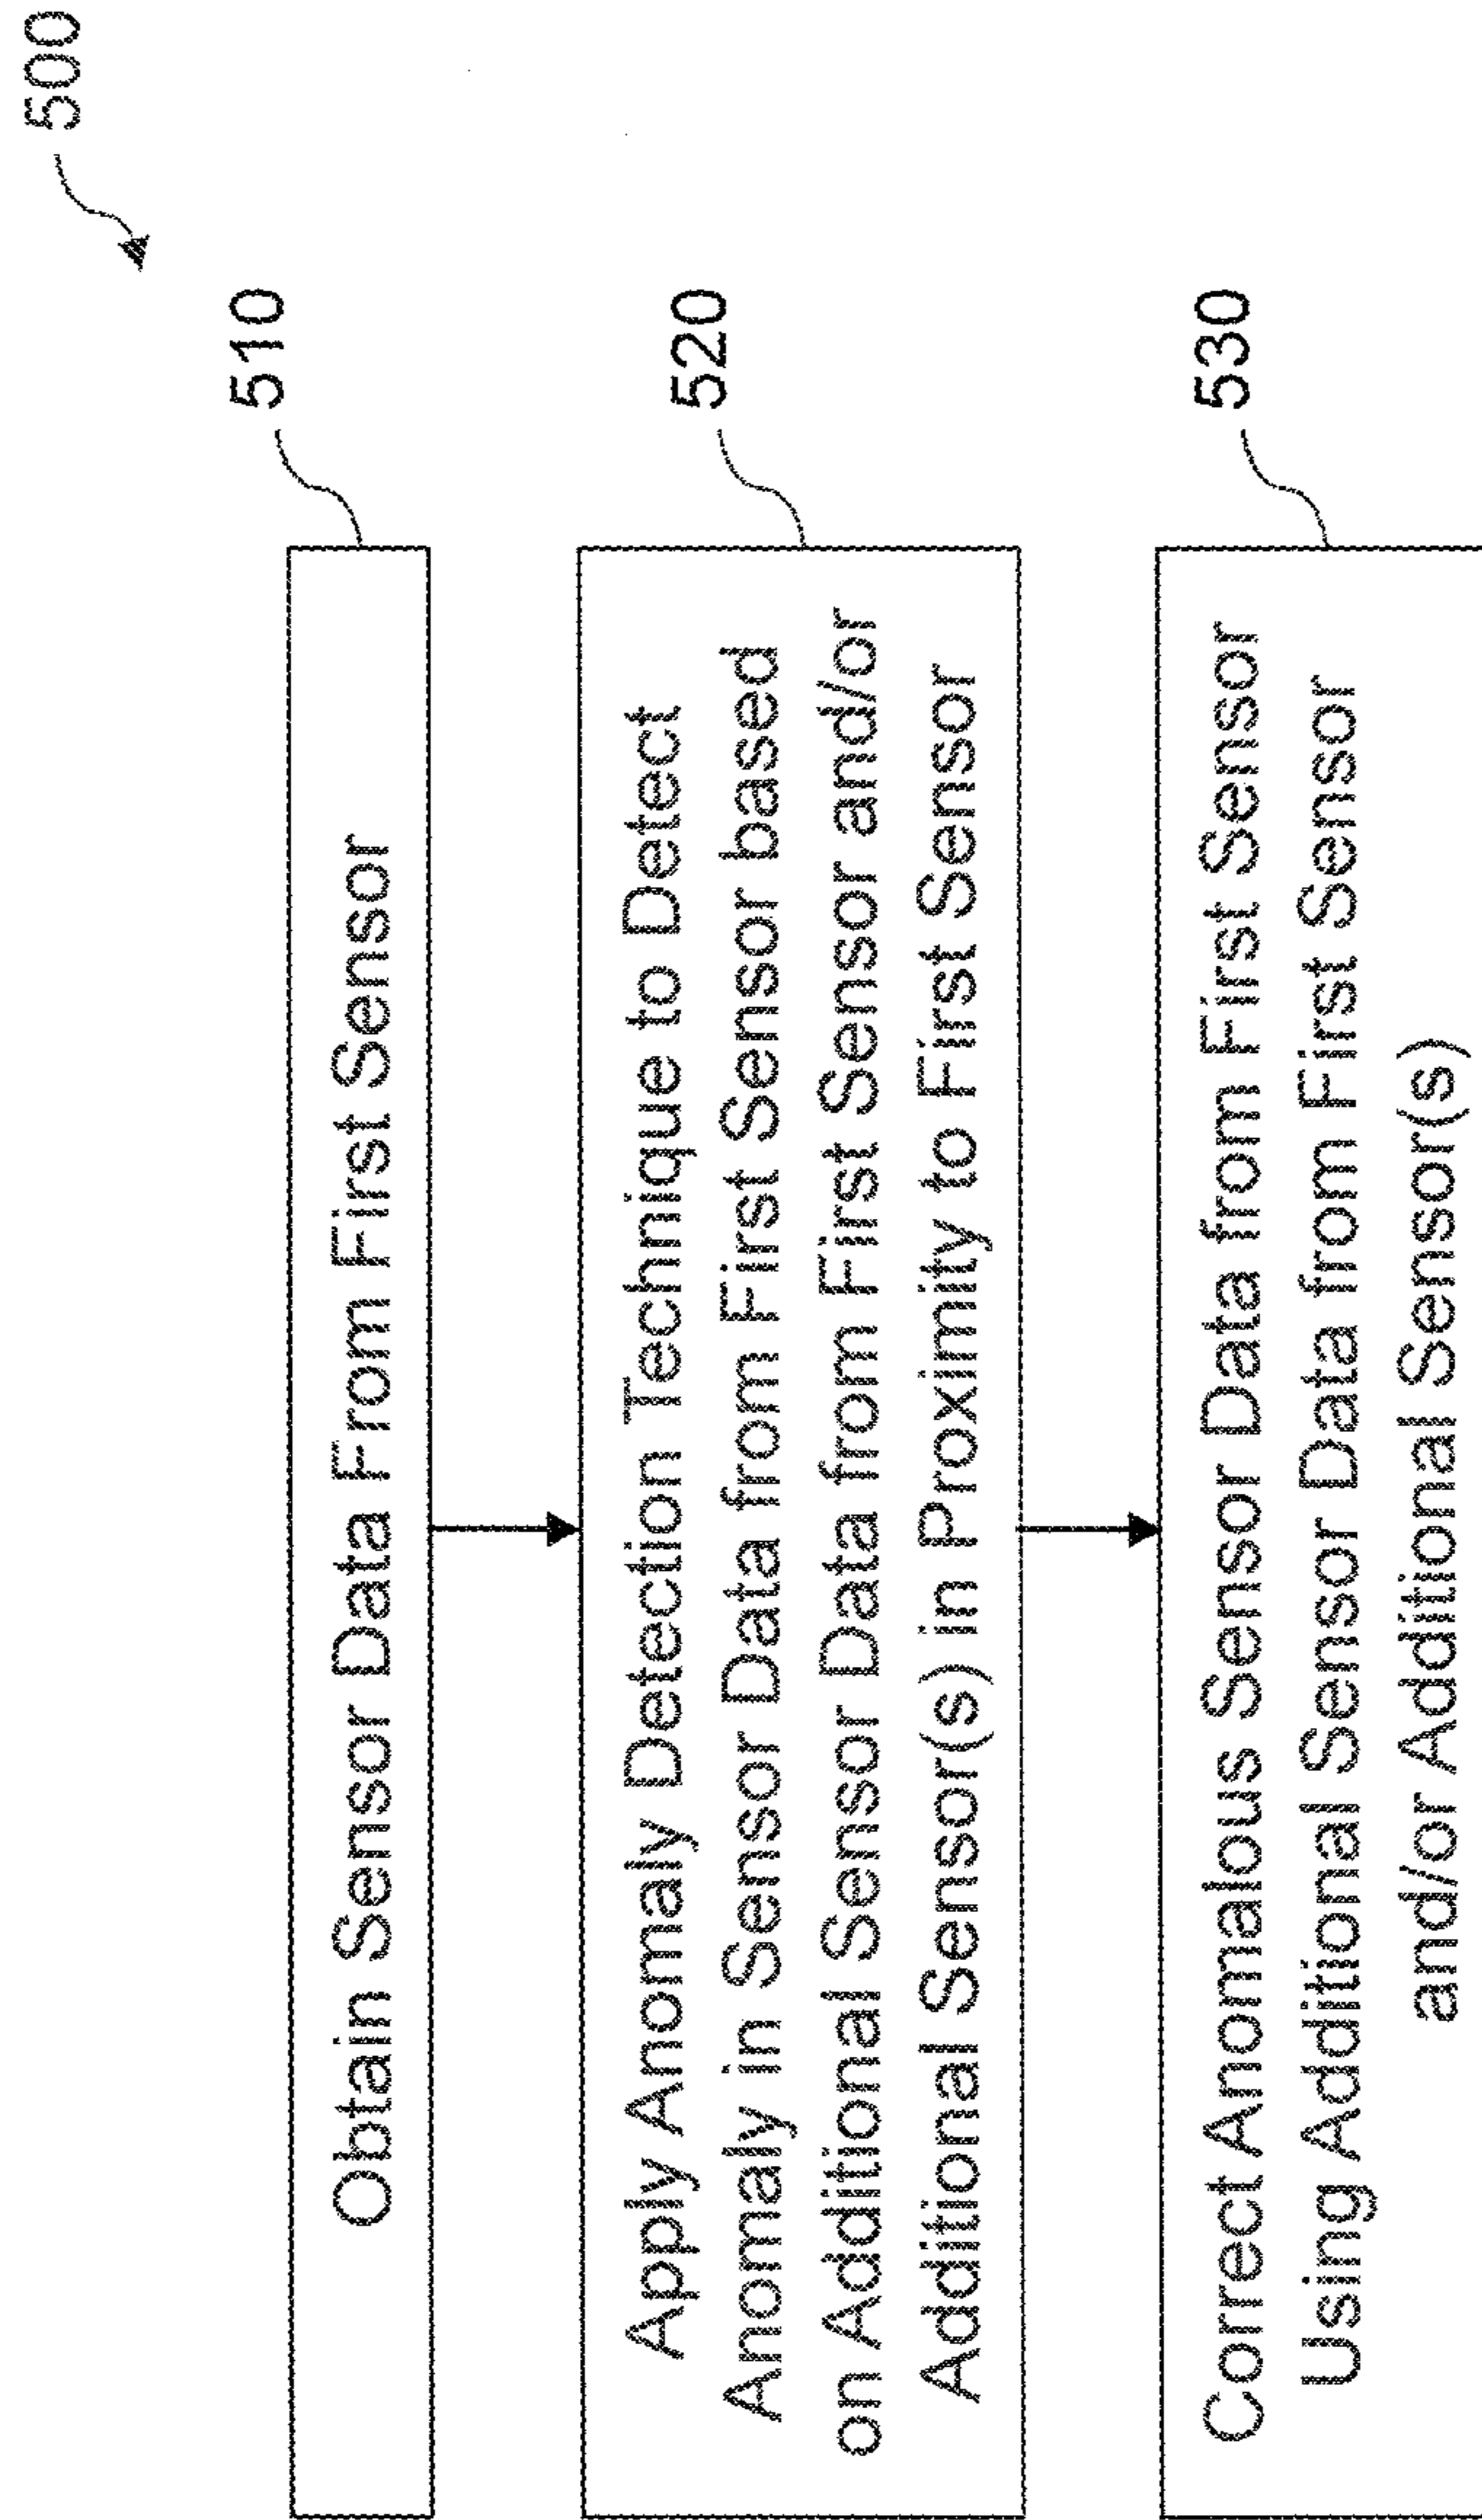 500
510
Obtain Sensor Data From First Sensor
520
Apply Anomaly Detection Technique to Detect
Anomaly in Sensor Data from First Sensor based
on Additional Sensor Data from First Sensor and/or
Additional Sensor(s) in Proximity to First Sensor
530
Correct Anomalous Sensor Data from First Sensor
Using Additional Sensor Data from First Sensor
and/or Additional Sensor(s)